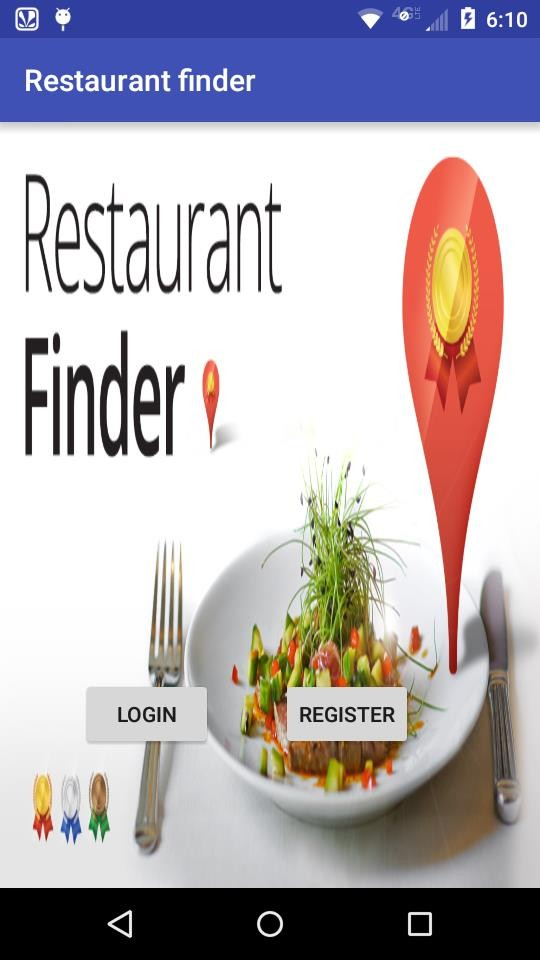 6:10
Restaurant finder
Restaurant
Finder
LOGIN
REGISTER